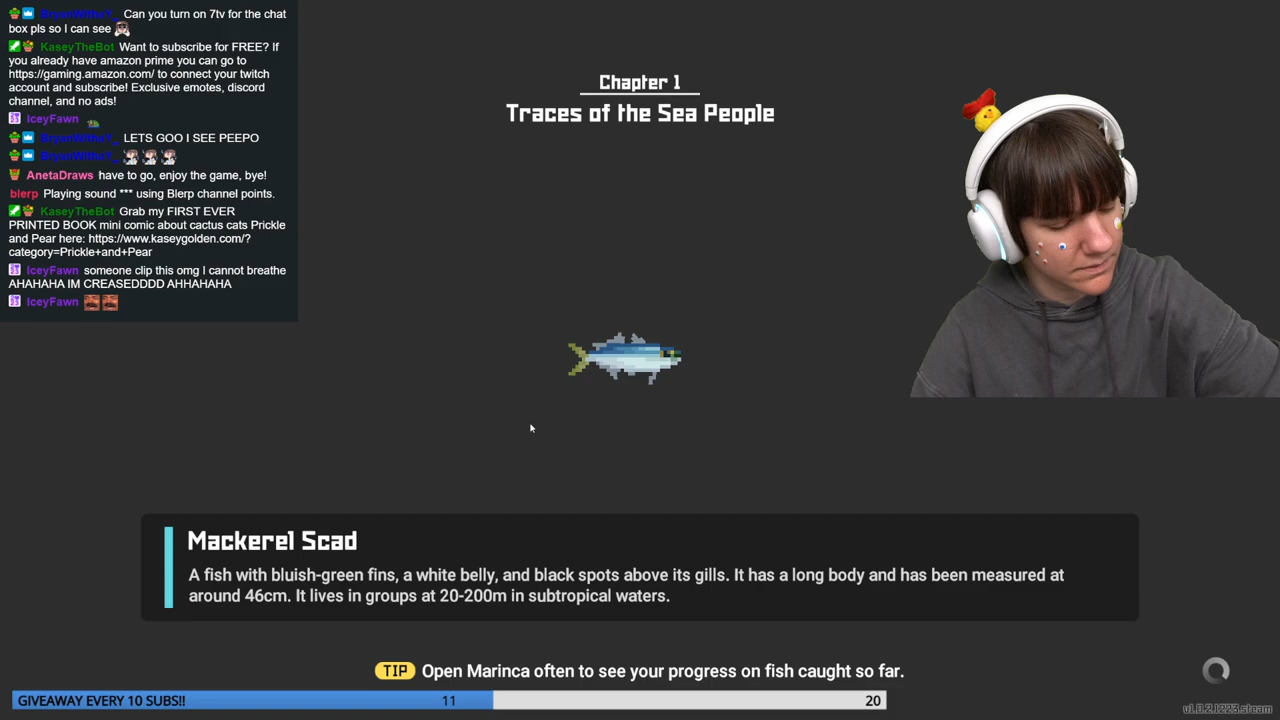 BryanWithaY_ Can you turn on 7tv for the chat
box pls so I can see
KaseyTheBot Want to subscribe for FREE? If
you already have amazon prime you can go to
https://gaming.amazon.com/ to connect your twitch
account and subscribe! Exclusive emotes, discord
channel, and no ads!
IceyFawn
BryanWithaY_ LETS GOO I SEE PEEPO
BryanWithaY_
AnetaDraws have to go, enjoy the game, bye!
blerp Playing sound *** using Blerp channel points.
KaseyTheBot Grab my FIRST EVER
PRINTED BOOK mini comic about cactus cats Prickle
and Pear here: https://www.kaseygolden.com/?
category=Prickle+and+Pear
IceyFawn someone clip this omg I cannot breathe
AHAHAHA IM CREASEDDDD AHHAHAHA
IceyFawn
Chapter 1
Traces of the Sea People
Mackerel Scad
A fish with bluish-green fins, a white belly, and black spots above its gills. It has a long body and has been measured at
around 46cm. It lives in groups at 20-200m in subtropical waters.
TIP Open Marinca often to see your progress on fish caught so far.
GIVEAWAY EVERY 10 SUBS!! 11 20
v1.0.2.1223.steam